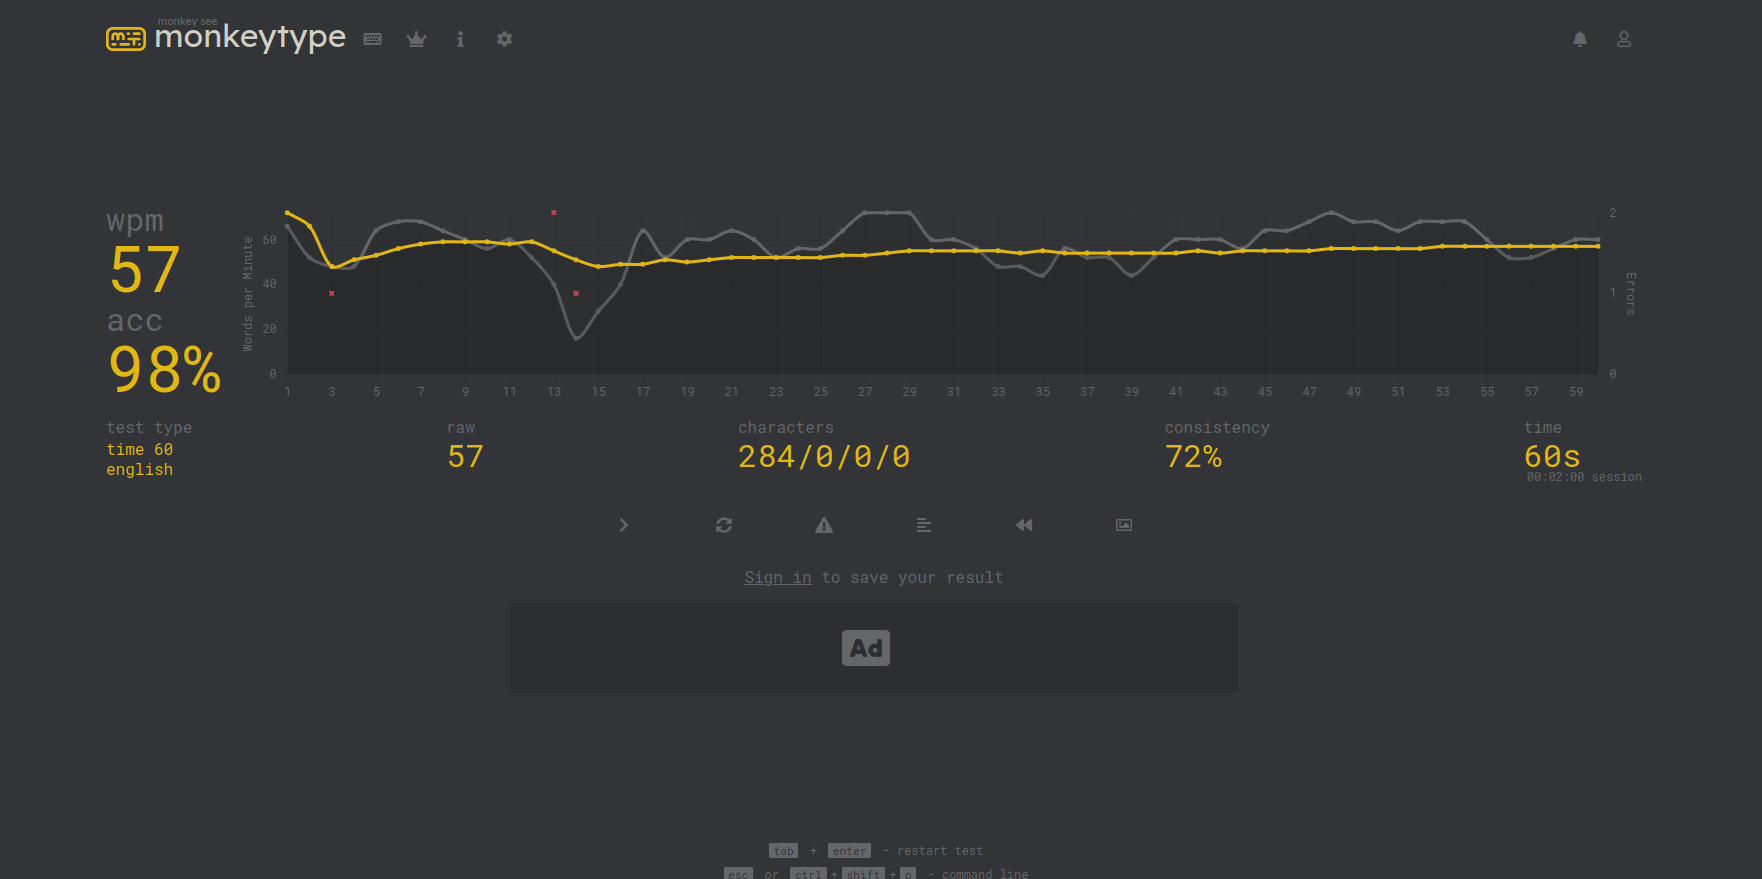 monkey see
monkeytype
wpm
57
acc
98%
Words per Minute
60
40
20
0
2
1
0
Errors
1 3 5 7 9 11 13 15 17 19 21 23 25 27 29 31 33 35 37 39 41 43 45 47 49 51 53 55 57 59
test type
time 60
english
raw
57
characters
284/0/0/0
consistency
72%
time
60s
00:02:00 session
Sign in to save your result
Ad
tab + enter - restart test
esc or ctrl + shift + p - command line